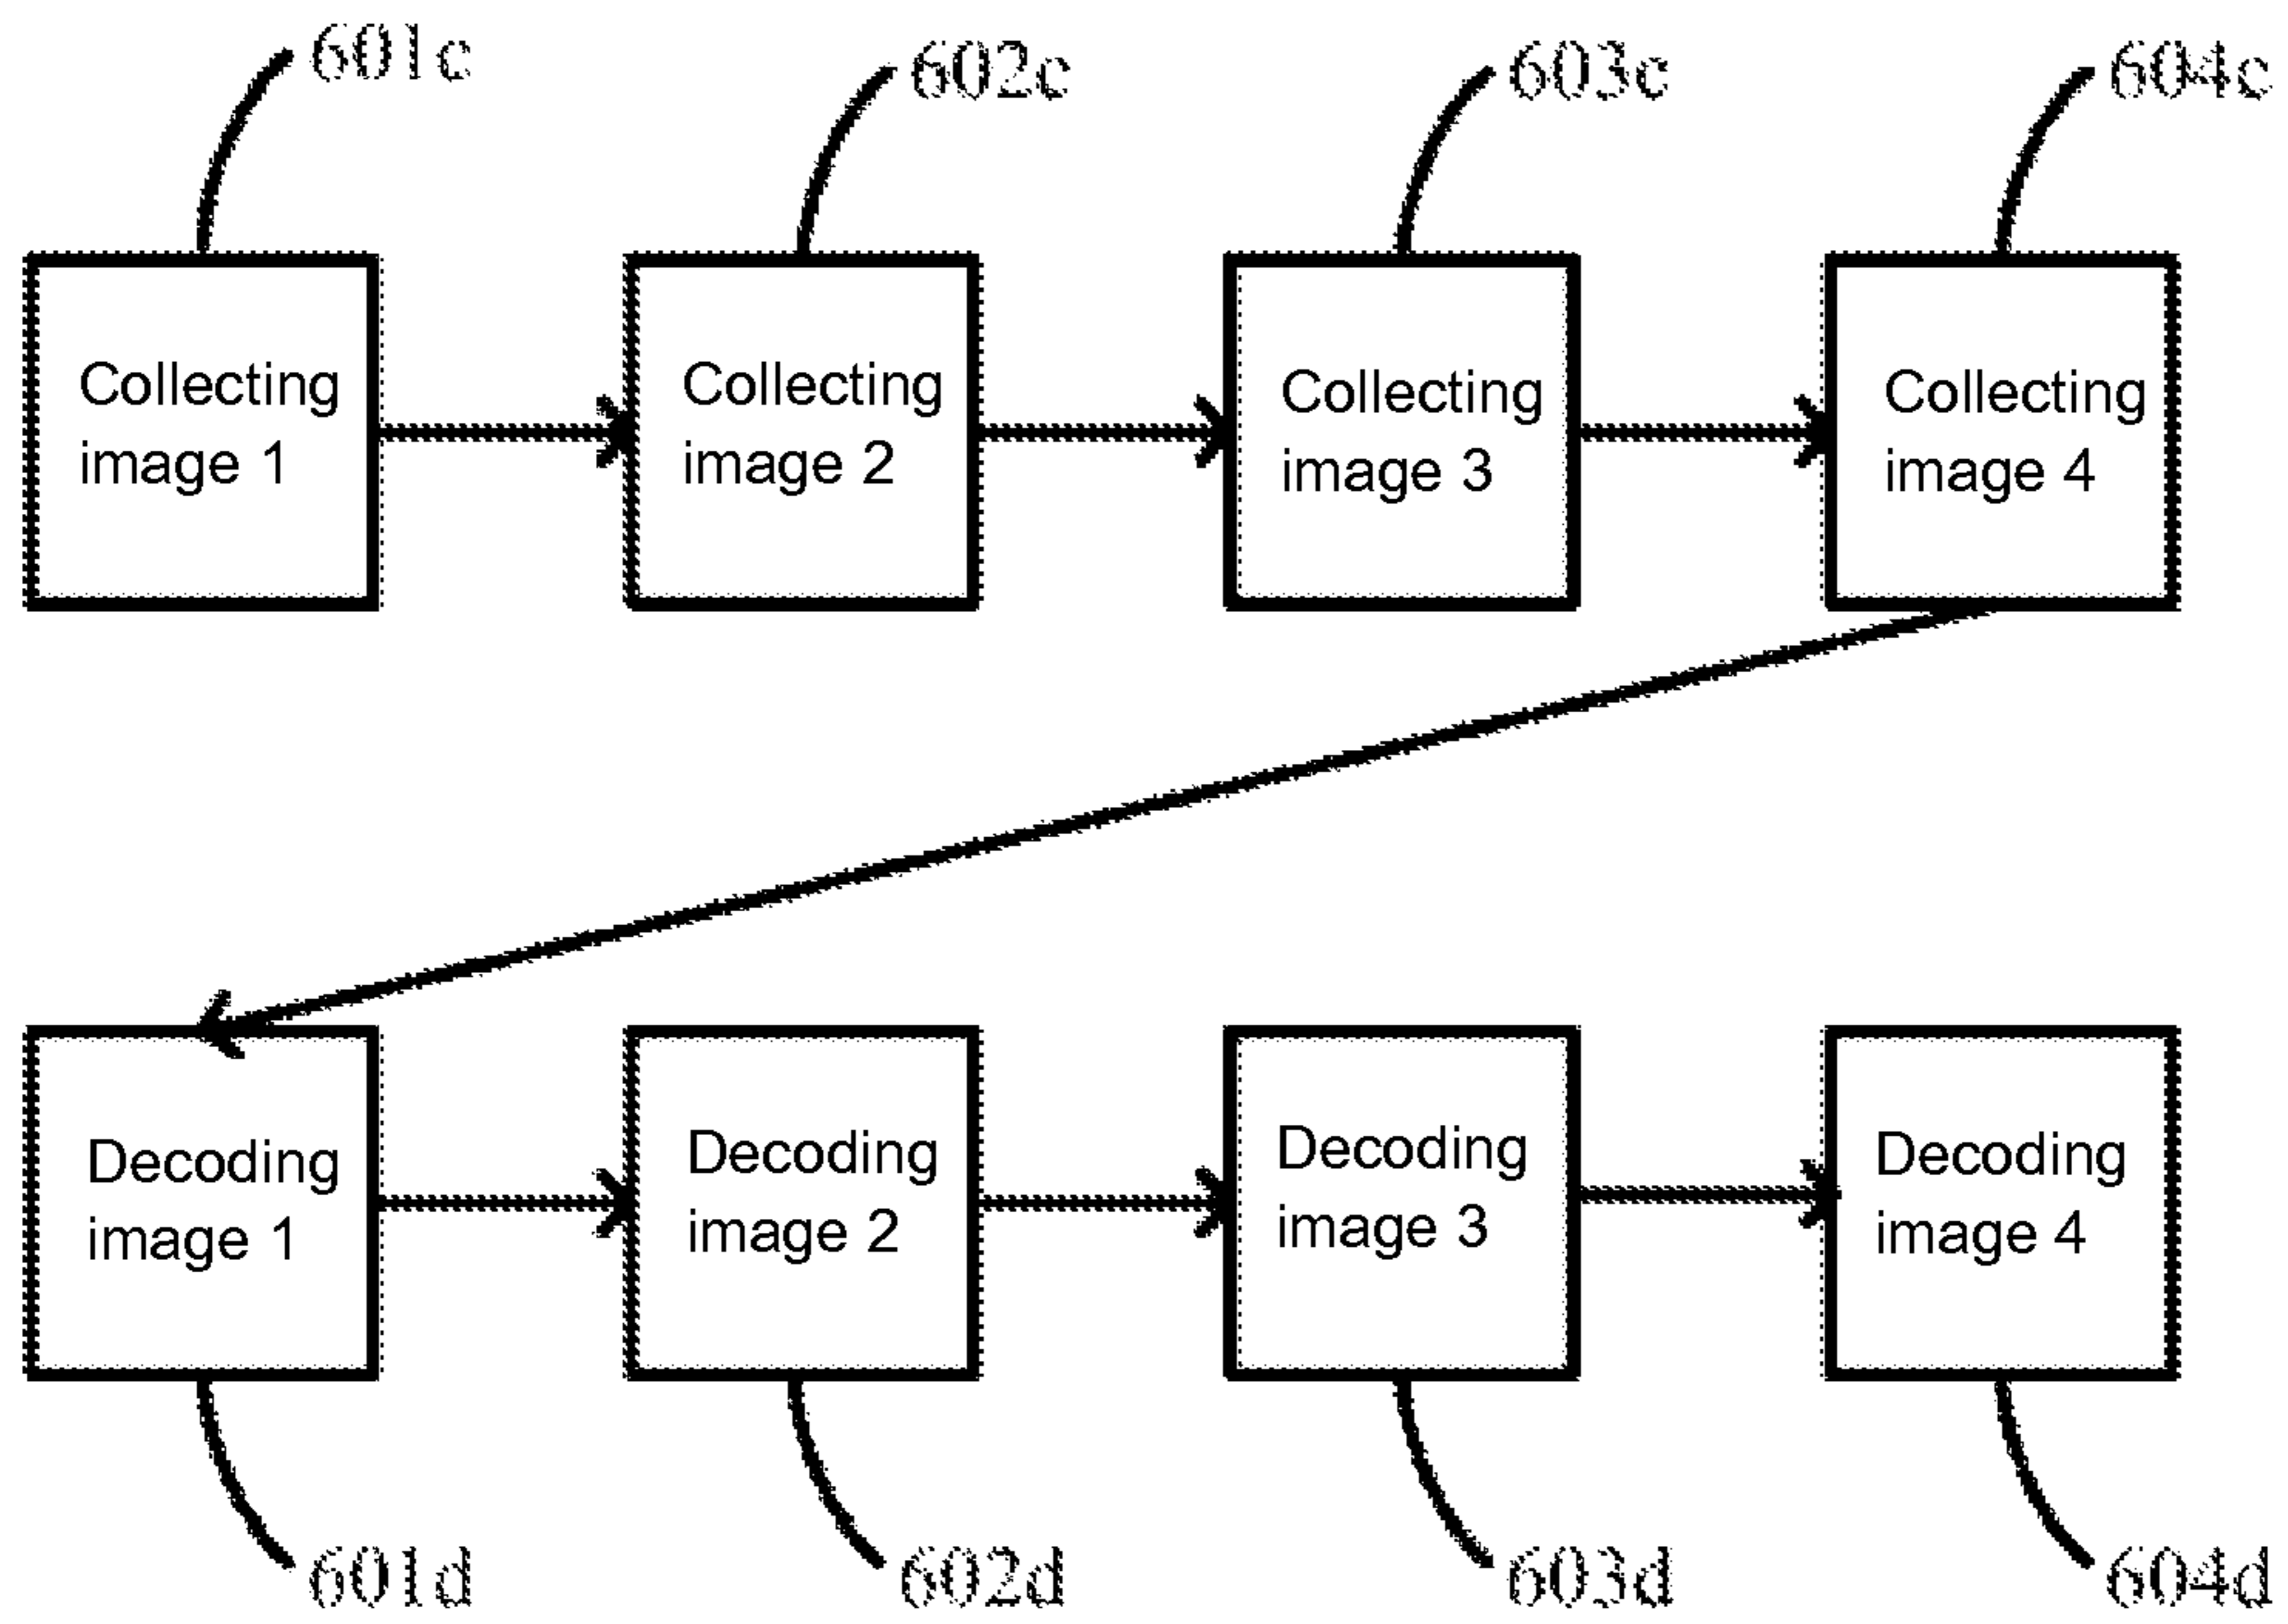 601c
602c
603c
604c
Collecting
image 1
Collecting
image 2
Collecting
image 3
Collecting
image 4
Decoding
image 1
Decoding
image 2
Decoding
image 3
Decoding
image 4
601d
602d
603d
604d